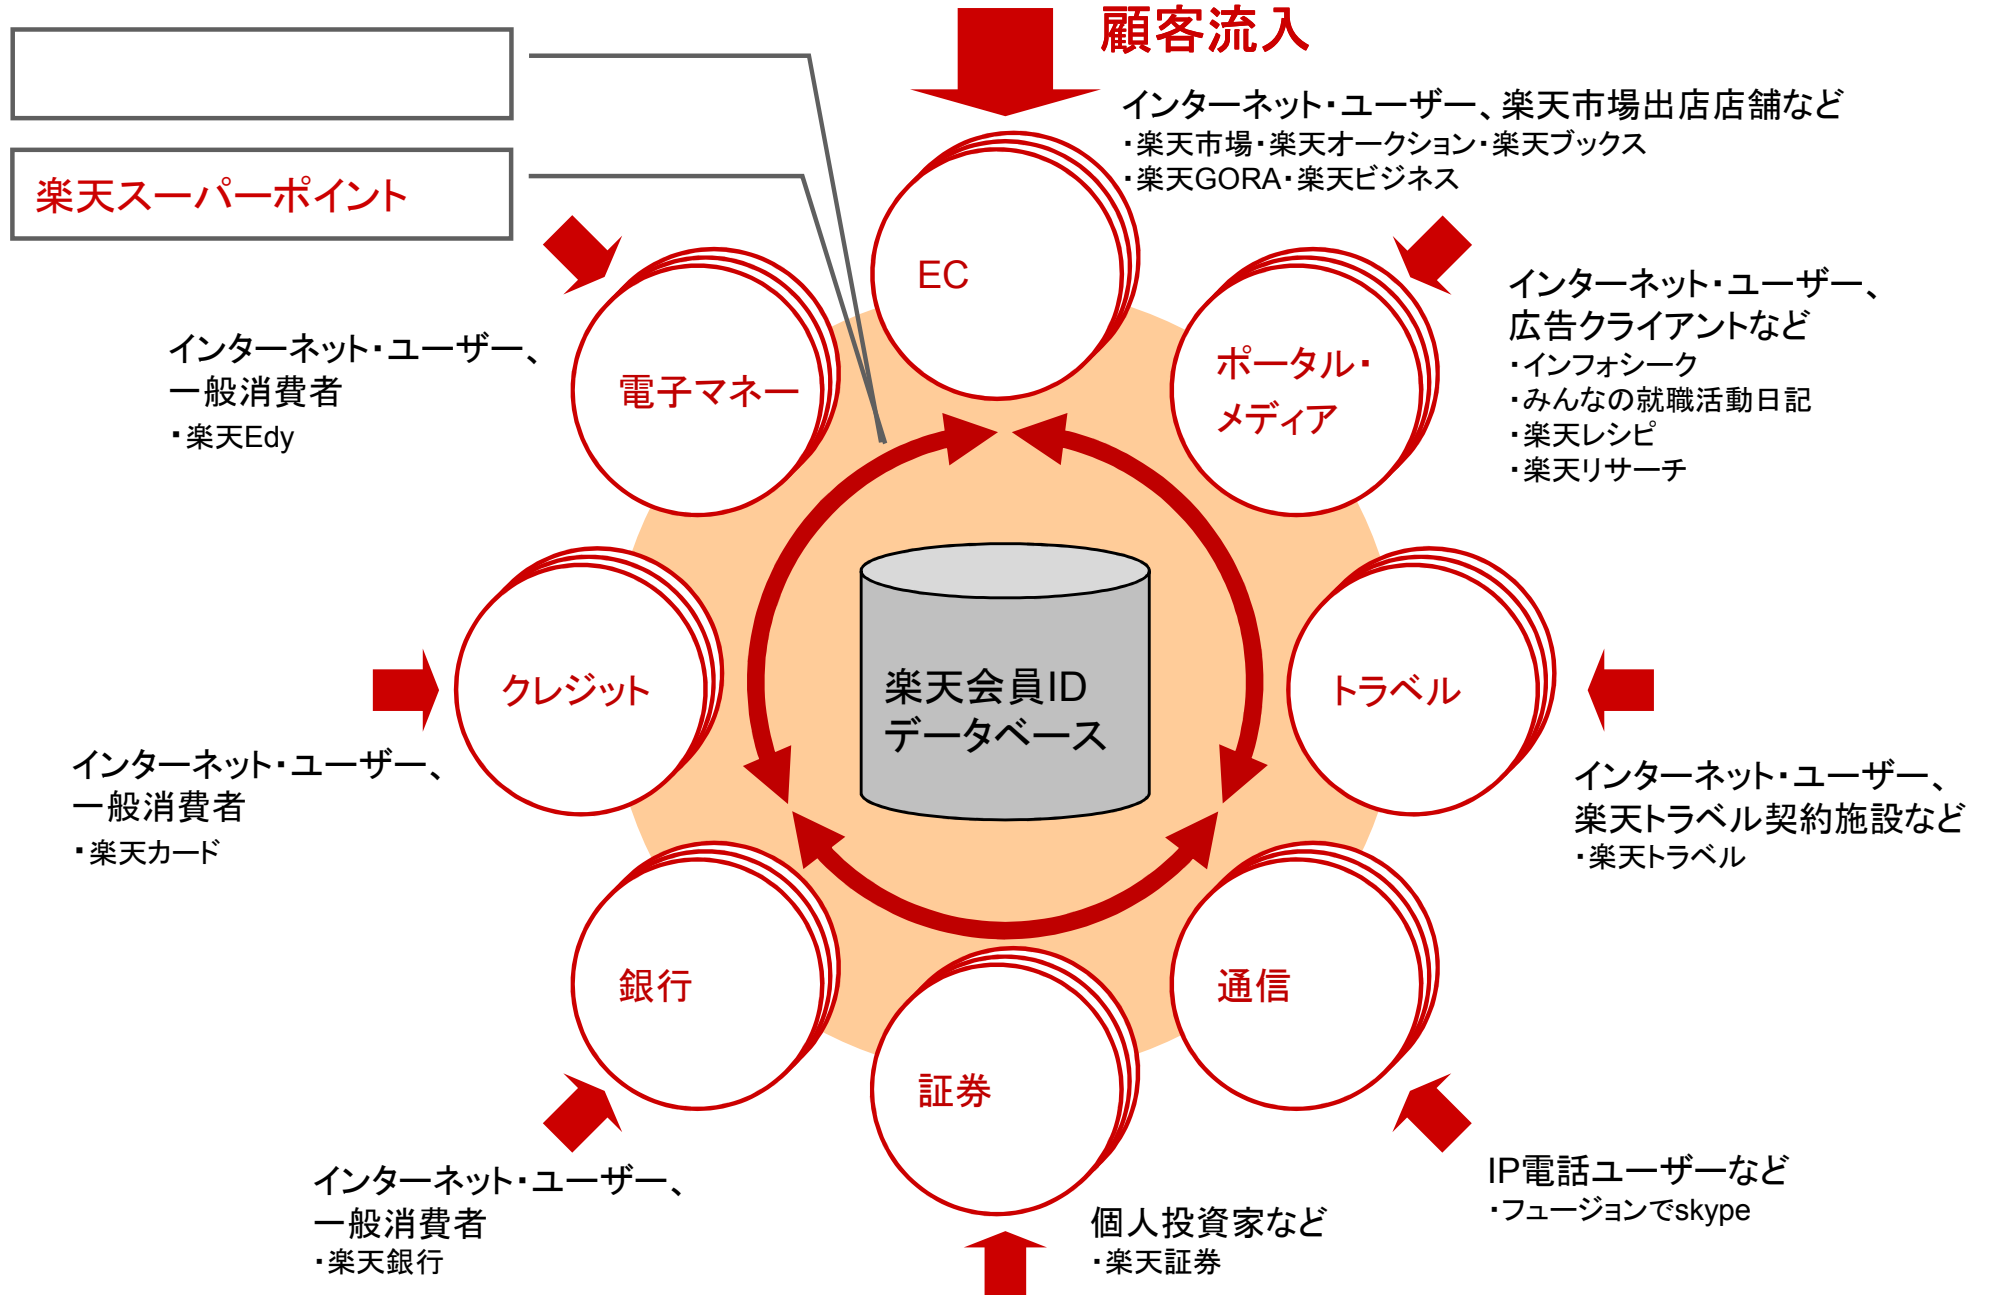 顧客流入
インターネット・ユーザー、楽天市場出店店舗など
・楽天市場・楽天オークション・楽天ブックス
・楽天GORA・楽天ビジネス
楽天スーパーポイント
EC
インターネット・ユーザー、
広告クライアントなど
・インフォシーク
・みんなの就職活動日記
・楽天レシピ
・楽天リサーチ
ポータル・
メディア
インターネット・ユーザー、
一般消費者
・楽天Edy
電子マネー
クレジット
楽天会員ID
データベース
トラベル
インターネット・ユーザー、
一般消費者
・楽天カード
インターネット・ユーザー、
楽天トラベル契約施設など
・楽天トラベル
銀行
通信
証券
インターネット・ユーザー、
一般消費者
・楽天銀行
個人投資家など
・楽天証券
IP電話ユーザーなど
・フュージョンでskype